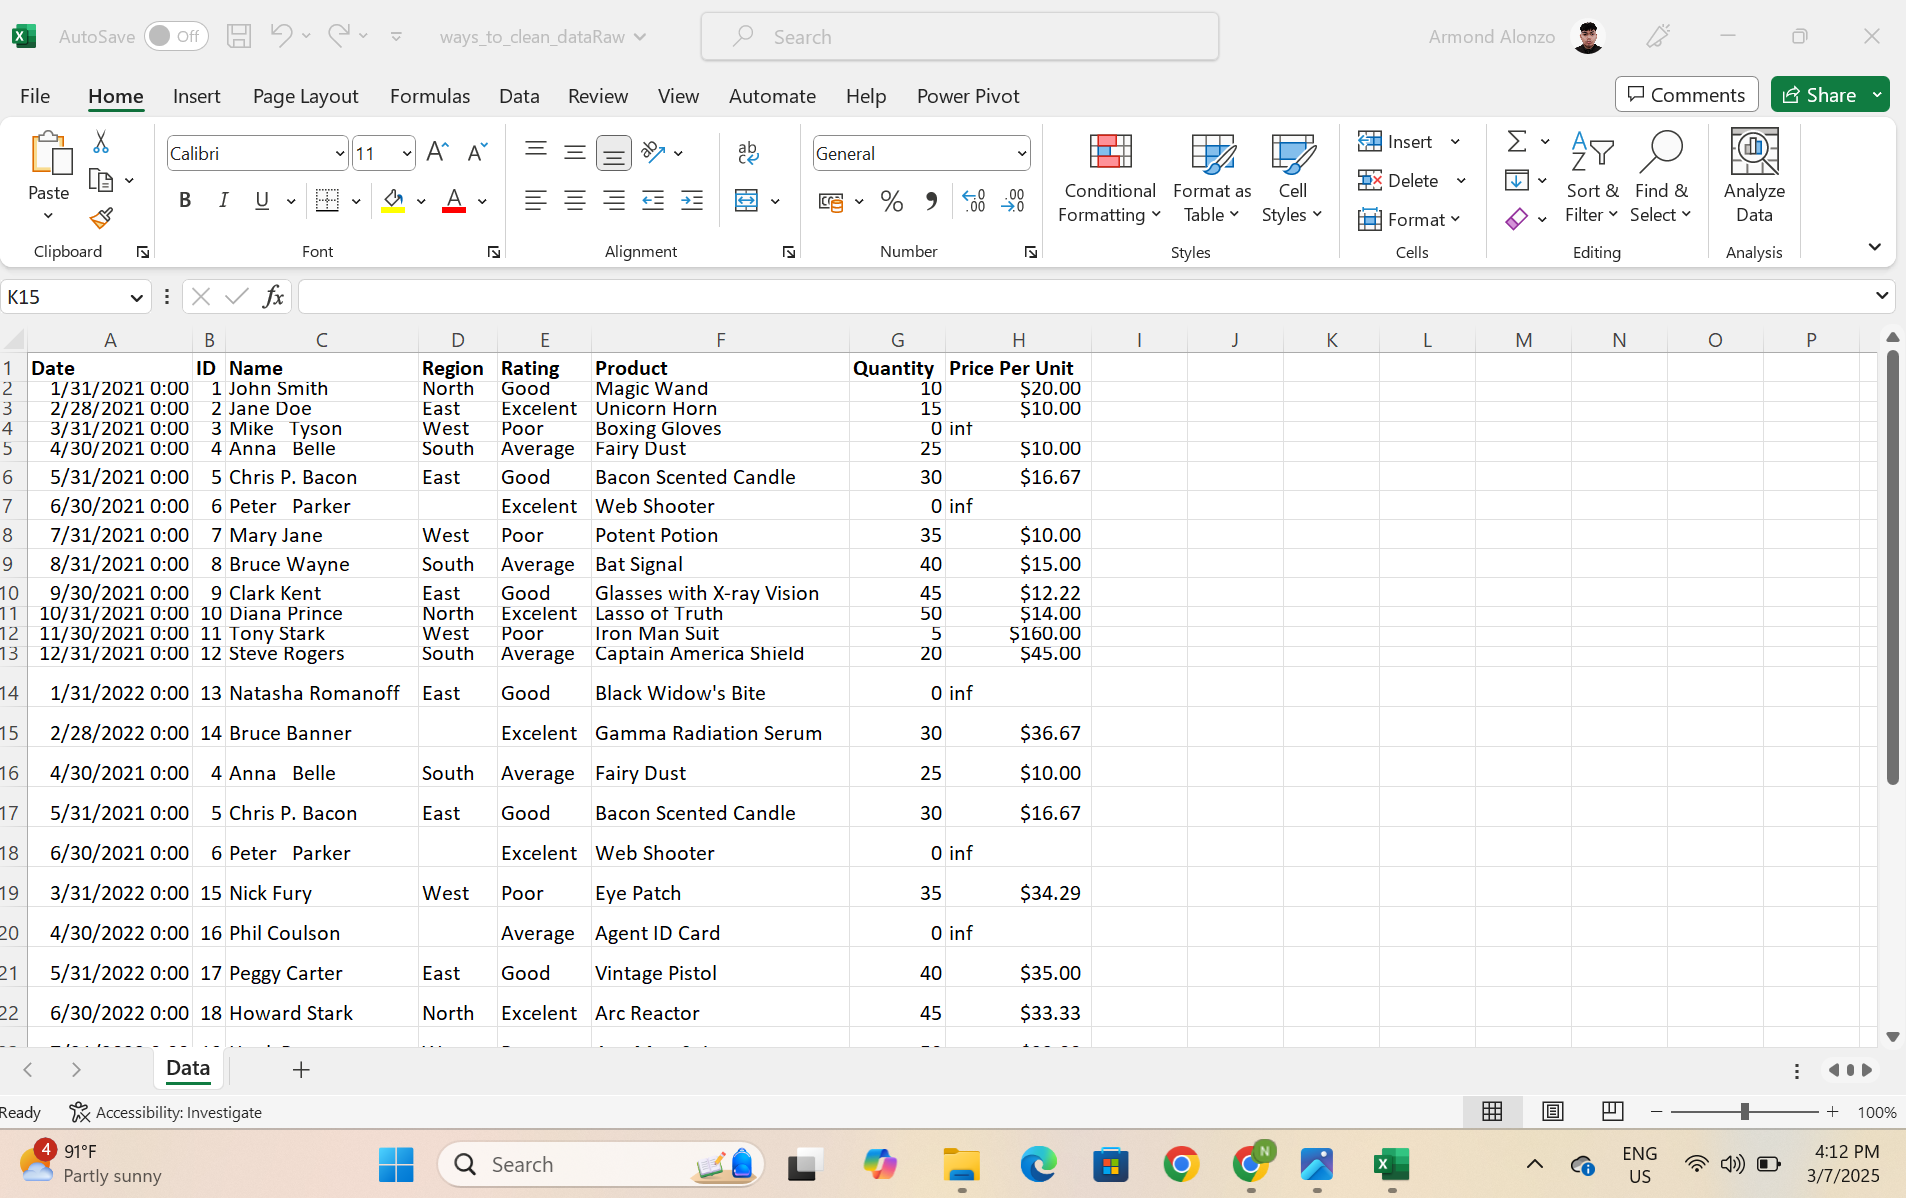 AutoSave Off ways_to_clean_dataRaw Search Armond Alonzo
File Home Insert Page Layout Formulas Data Review View Automate Help Power Pivot Comments Share
Paste
Calibri 11
General
Conditional Formatting
Format as Table
Cell Styles
Insert
Delete
Format
Sort & Filter
Find & Select
Analyze Data
Clipboard Font Alignment Number Styles Cells Editing Analysis
K15 fx
A B C D E F G H I J K L M N O P
1 Date ID Name Region Rating Product Quantity Price Per Unit
2 1/31/2021 0:00 1 John Smith North Good Magic Wand 10 $20.00
3 2/28/2021 0:00 2 Jane Doe East Excelent Unicorn Horn 15 $10.00
4 3/31/2021 0:00 3 Mike   Tyson West Poor Boxing Gloves 0 inf
5 4/30/2021 0:00 4 Anna   Belle South Average Fairy Dust 25 $10.00
6 5/31/2021 0:00 5 Chris P. Bacon East Good Bacon Scented Candle 30 $16.67
7 6/30/2021 0:00 6 Peter   Parker Excelent Web Shooter 0 inf
8 7/31/2021 0:00 7 Mary Jane West Poor Potent Potion 35 $10.00
9 8/31/2021 0:00 8 Bruce Wayne South Average Bat Signal 40 $15.00
10 9/30/2021 0:00 9 Clark Kent East Good Glasses with X-ray Vision 45 $12.22
11 10/31/2021 0:00 10 Diana Prince North Excelent Lasso of Truth 50 $14.00
12 11/30/2021 0:00 11 Tony Stark West Poor Iron Man Suit 5 $160.00
13 12/31/2021 0:00 12 Steve Rogers South Average Captain America Shield 20 $45.00
14 1/31/2022 0:00 13 Natasha Romanoff East Good Black Widow's Bite 0 inf
15 2/28/2022 0:00 14 Bruce Banner Excelent Gamma Radiation Serum 30 $36.67
16 4/30/2021 0:00 4 Anna   Belle South Average Fairy Dust 25 $10.00
17 5/31/2021 0:00 5 Chris P. Bacon East Good Bacon Scented Candle 30 $16.67
18 6/30/2021 0:00 6 Peter   Parker Excelent Web Shooter 0 inf
19 3/31/2022 0:00 15 Nick Fury West Poor Eye Patch 35 $34.29
20 4/30/2022 0:00 16 Phil Coulson Average Agent ID Card 0 inf
21 5/31/2022 0:00 17 Peggy Carter East Good Vintage Pistol 40 $35.00
22 6/30/2022 0:00 18 Howard Stark North Excelent Arc Reactor 45 $33.33
Data
Ready Accessibility: Investigate 100%
4 91°F
Partly sunny
Search
N
ENG
US
4:12 PM
3/7/2025